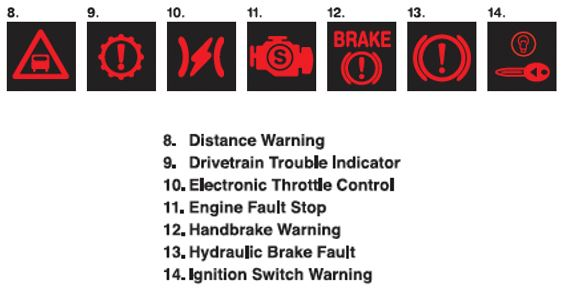 8. 9. 10. 11. 12. 13. 14.
S BRAKE
8. Distance Warning
9. Drivetrain Trouble Indicator
10. Electronic Throttle Control
11. Engine Fault Stop
12. Handbrake Warning
13. Hydraulic Brake Fault
14. Ignition Switch Warning